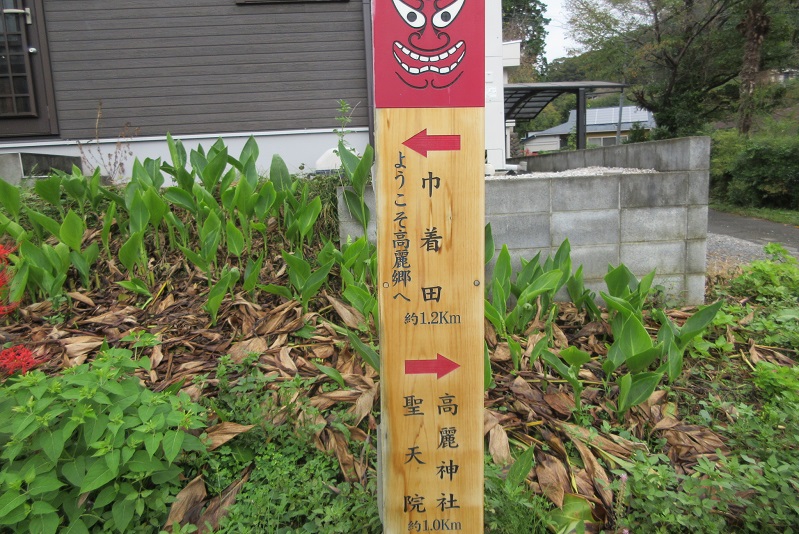 ようこそ高麗郷へ
巾着田
約1.2Km
高麗神社
聖天院
約1.0Km